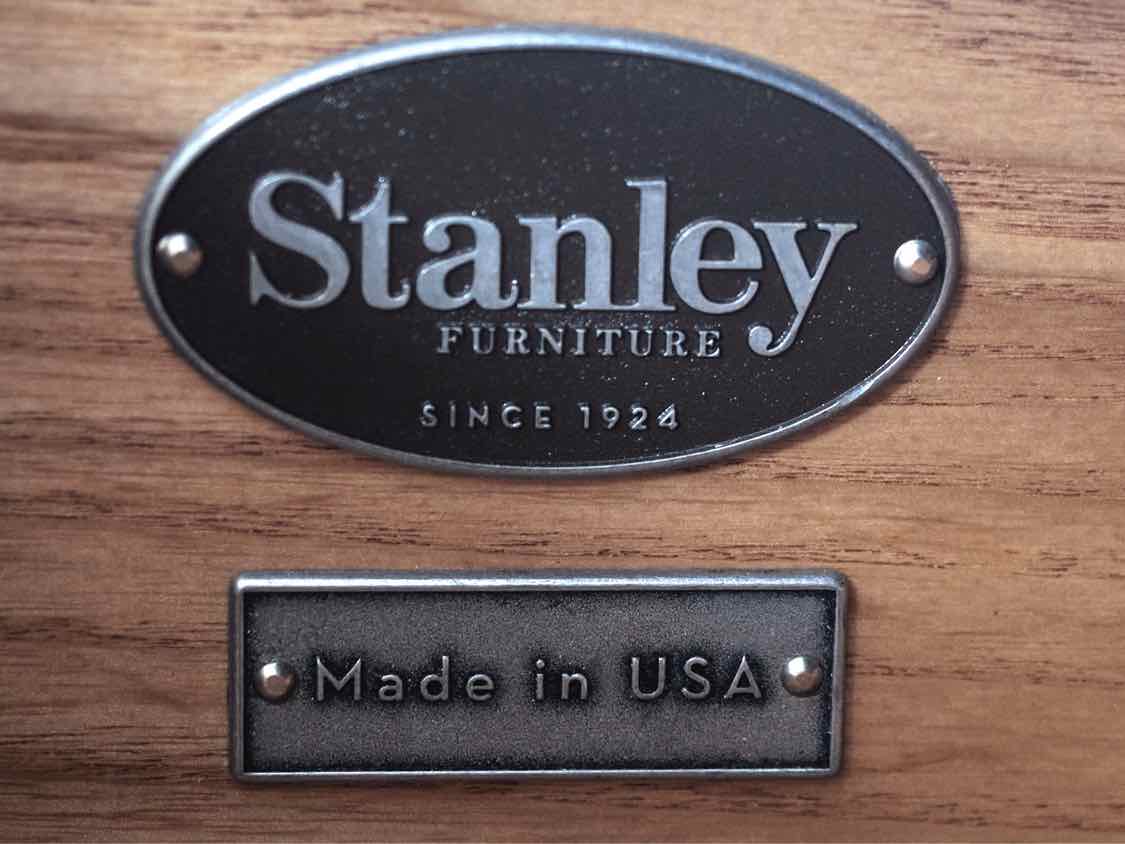 Stanley
FURNITURE
SINCE 1924
Made in USA